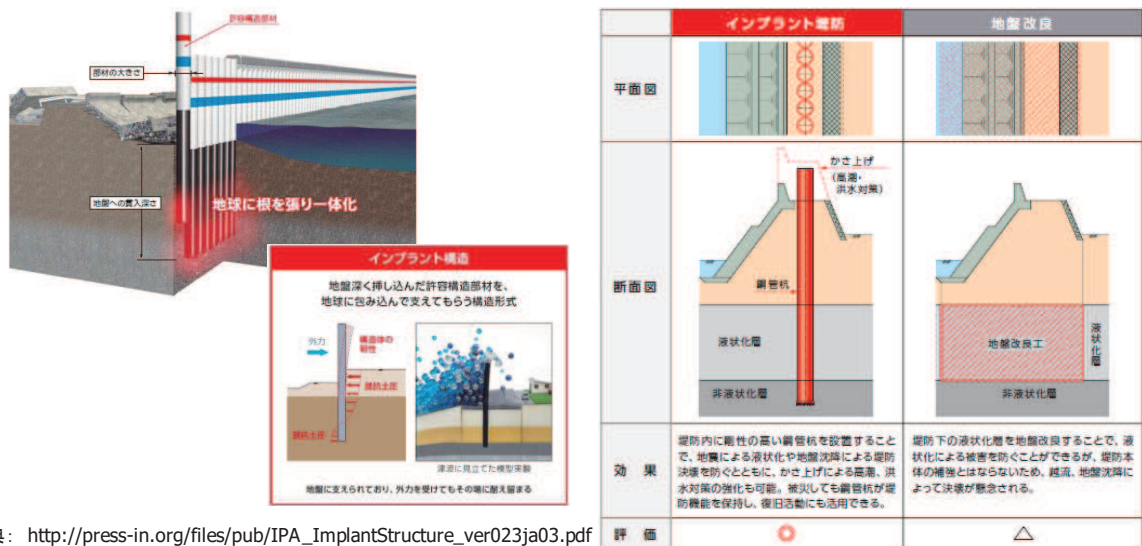 許容構造部材
部材の大きさ
地盤への貫入深さ
地球に根を張り一体化
インプラント構造
地盤深く挿し込んだ許容構造部材を、
地球に包み込んで支えてもらう構造形式
外力
構造体の
剛性
抵抗土圧
抵抗土圧
津波に見立てた模型実験
地盤に支えられており、外力を受けてもその場に耐え留まる
: http://press-in.org/files/pub/IPA_ImplantStructure_ver023ja03.pdf
インプラント堤防
地盤改良
平面図
断面図
かさ上げ
(高潮・
洪水対策)
鋼管杭
液状化層
非液状化層
地盤改良工
液状化層
非液状化層
効果
堤防内に剛性の高い鋼管杭を設置すること
で、地震による液状化や地盤沈降による堤防
決壊を防ぐとともに、かさ上げによる高潮、洪
水対策の強化も可能。被災しても鋼管杭が堤
防機能を保持し、復旧活動にも活用できる。
堤防下の液状化層を地盤改良することで、液
状化による被害を防ぐことができるが、堤防本
体の補強とはならないため、越流、地盤沈降に
よって決壊が懸念される。
評価
◎
△